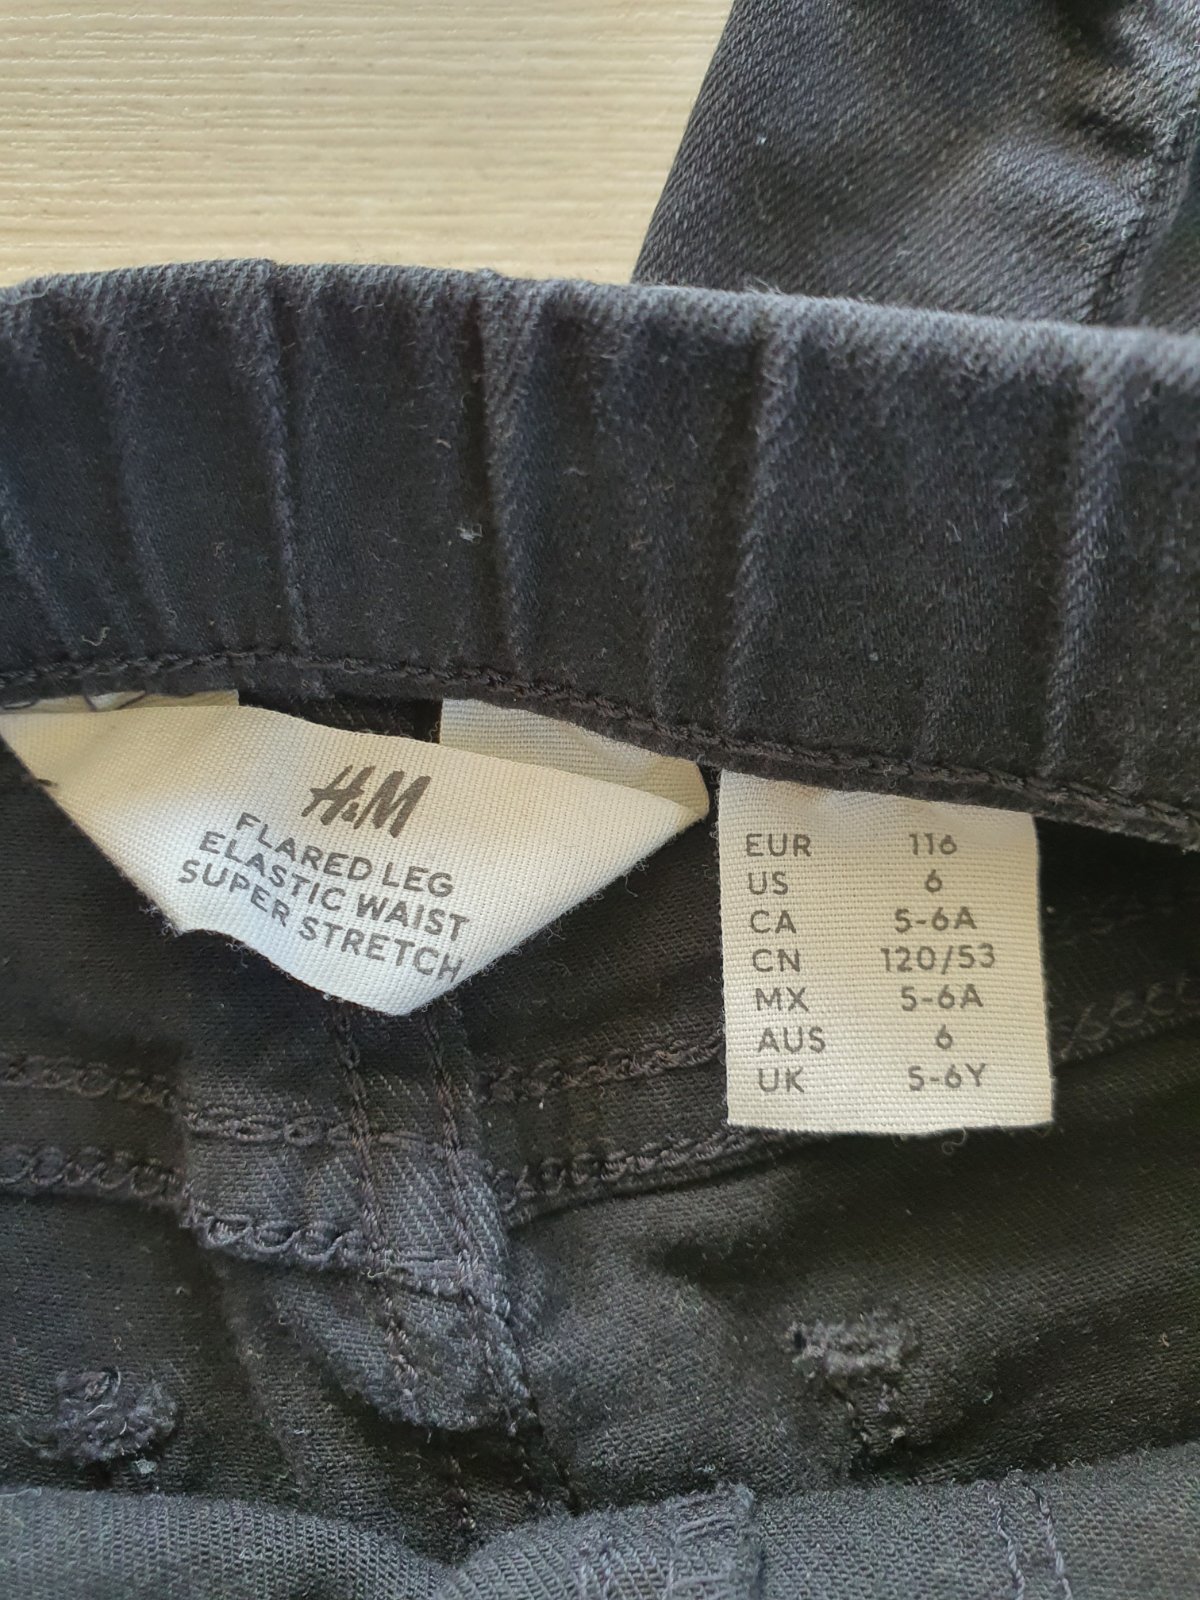 H&M
FLARED LEG
ELASTIC WAIST
SUPER STRETCH
EUR 116
US 6
CA 5-6A
CN 120/53
MX 5-6A
AUS 6
UK 5-6Y